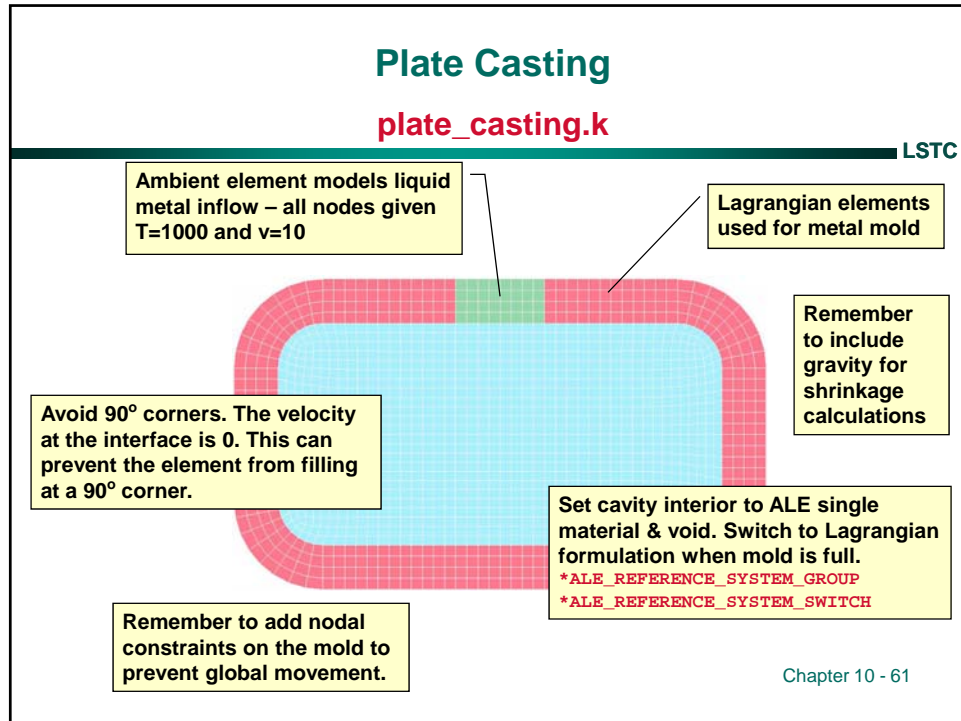 Plate Casting
plate_casting.k
LSTC
Ambient element models liquid
metal inflow – all nodes given
T=1000 and v=10
Lagrangian elements
used for metal mold
Remember
to include
gravity for
shrinkage
calculations
Avoid 90° corners. The velocity
at the interface is 0. This can
prevent the element from filling
at a 90° corner.
Set cavity interior to ALE single
material & void. Switch to Lagrangian
formulation when mold is full.
*ALE_REFERENCE_SYSTEM_GROUP
*ALE_REFERENCE_SYSTEM_SWITCH
Remember to add nodal
constraints on the mold to
prevent global movement.
Chapter 10 - 61